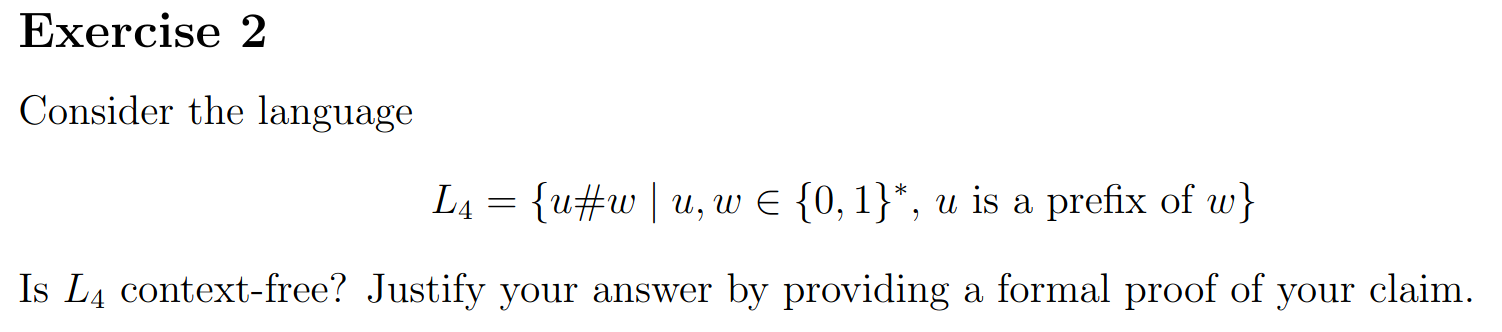 Exercise 2
Consider the language
L₄ = {u#w | u, w ∈ {0, 1}*, u is a prefix of w}
Is L₄ context-free? Justify your answer by providing a formal proof of your claim.